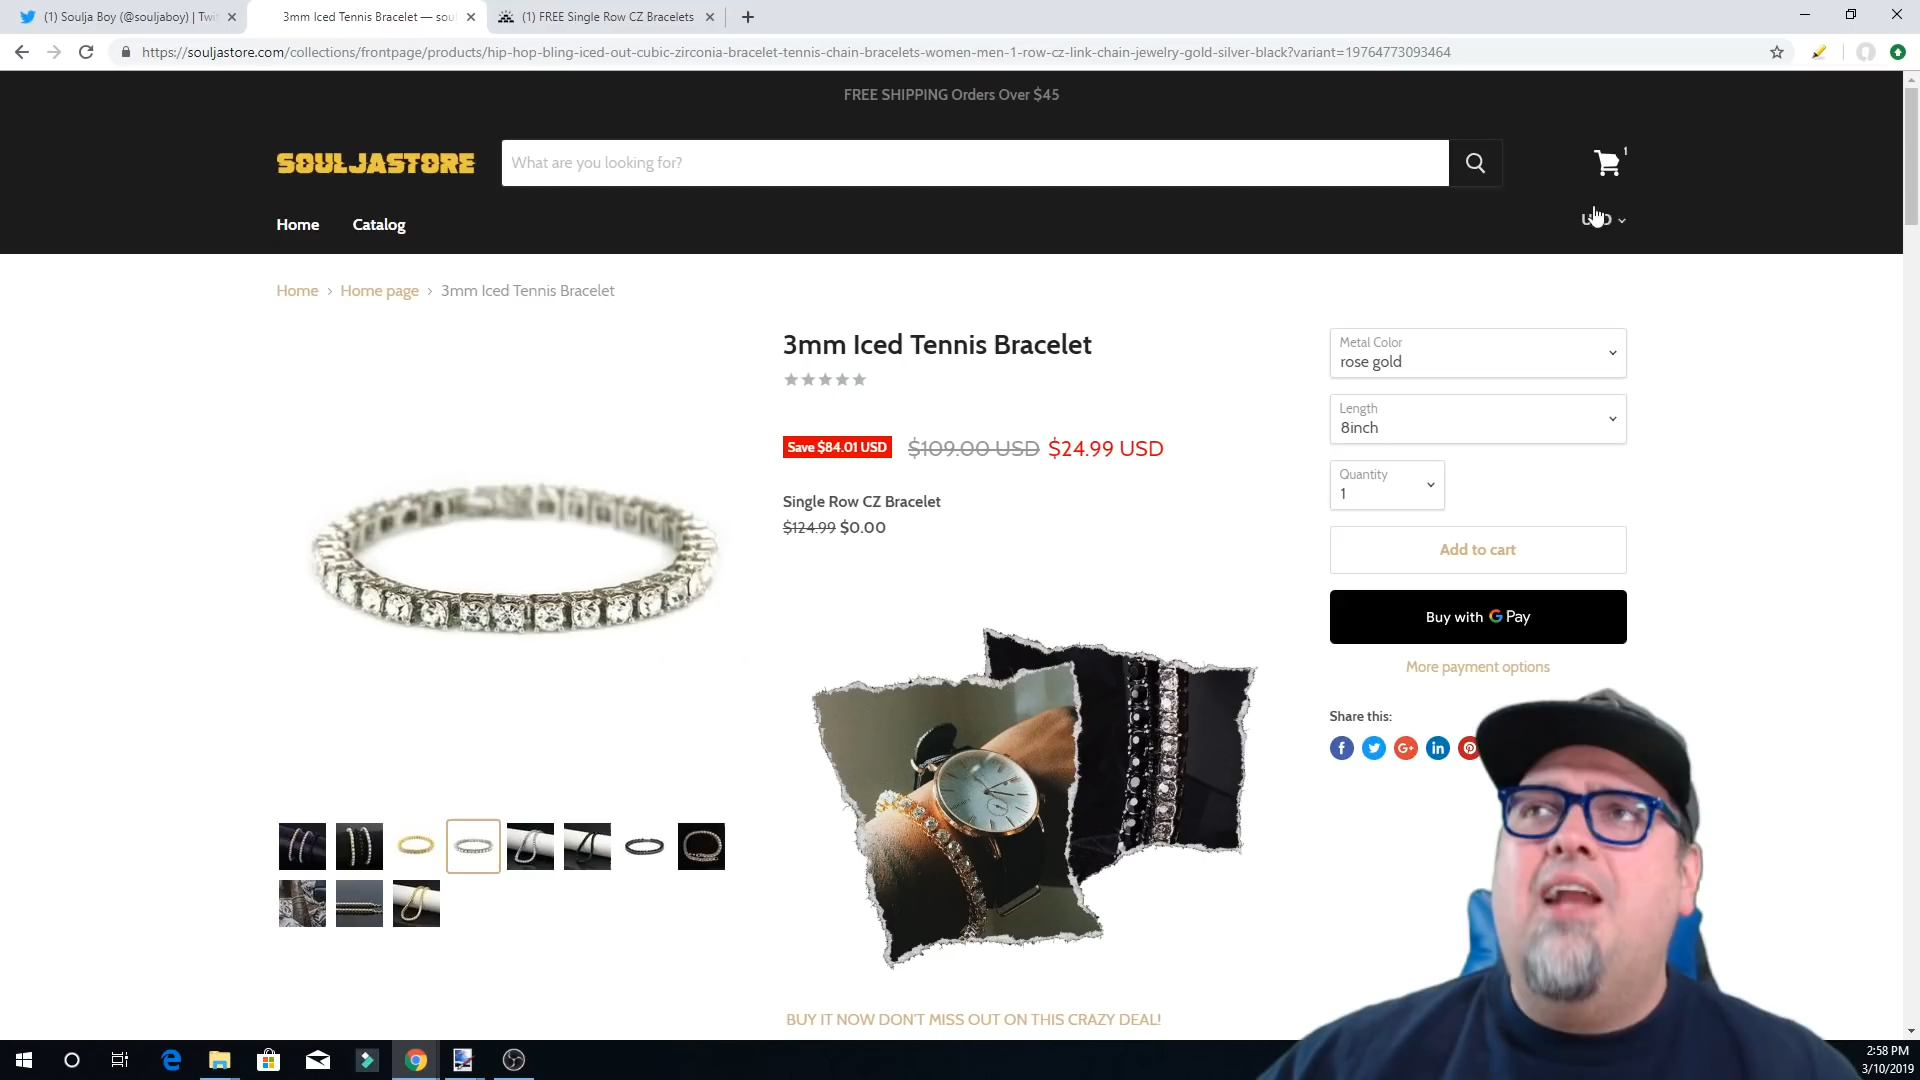 (1) Soulja Boy (@souljaboy) | Twi
3mm Iced Tennis Bracelet — soul
(1) FREE Single Row CZ Bracelets
https://souljastore.com/collections/frontpage/products/hip-hop-bling-iced-out-cubic-zirconia-bracelet-tennis-chain-bracelets-women-men-1-row-cz-link-chain-jewelry-gold-silver-black?variant=19764773093464
FREE SHIPPING Orders Over $45
SOULJASTORE
What are you looking for?
1
Home
Catalog
USD
Home › Home page › 3mm Iced Tennis Bracelet
3mm Iced Tennis Bracelet
Save $84.01 USD $109.00 USD $24.99 USD
Single Row CZ Bracelet
$124.99 $0.00
BUY IT NOW DON'T MISS OUT ON THIS CRAZY DEAL!
Metal Color
rose gold
Length
8inch
Quantity
1
Add to cart
Buy with G Pay
More payment options
Share this:
2:58 PM
3/10/2019